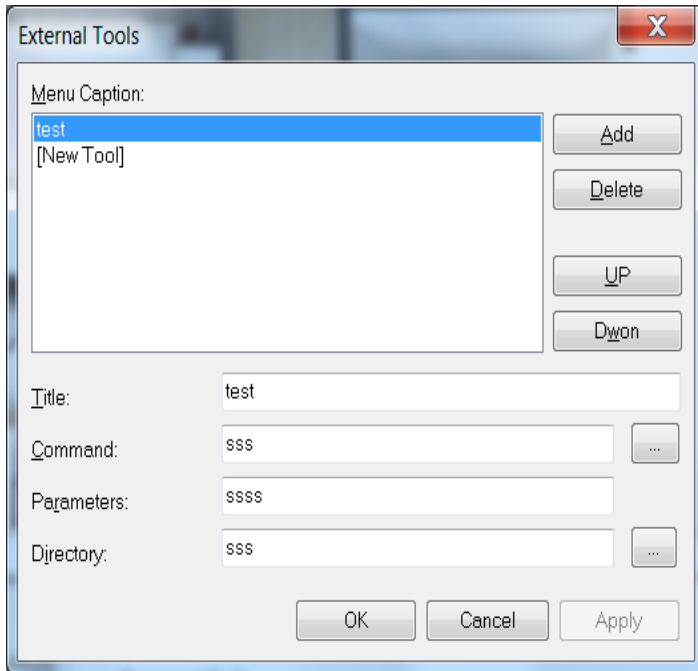 External Tools
X
Menu Caption:
test
[New Tool]
Add
Delete
UP
Dwon
Title:
test
Command:
sss
...
Parameters:
ssss
Directory:
sss
...
OK
Cancel
Apply